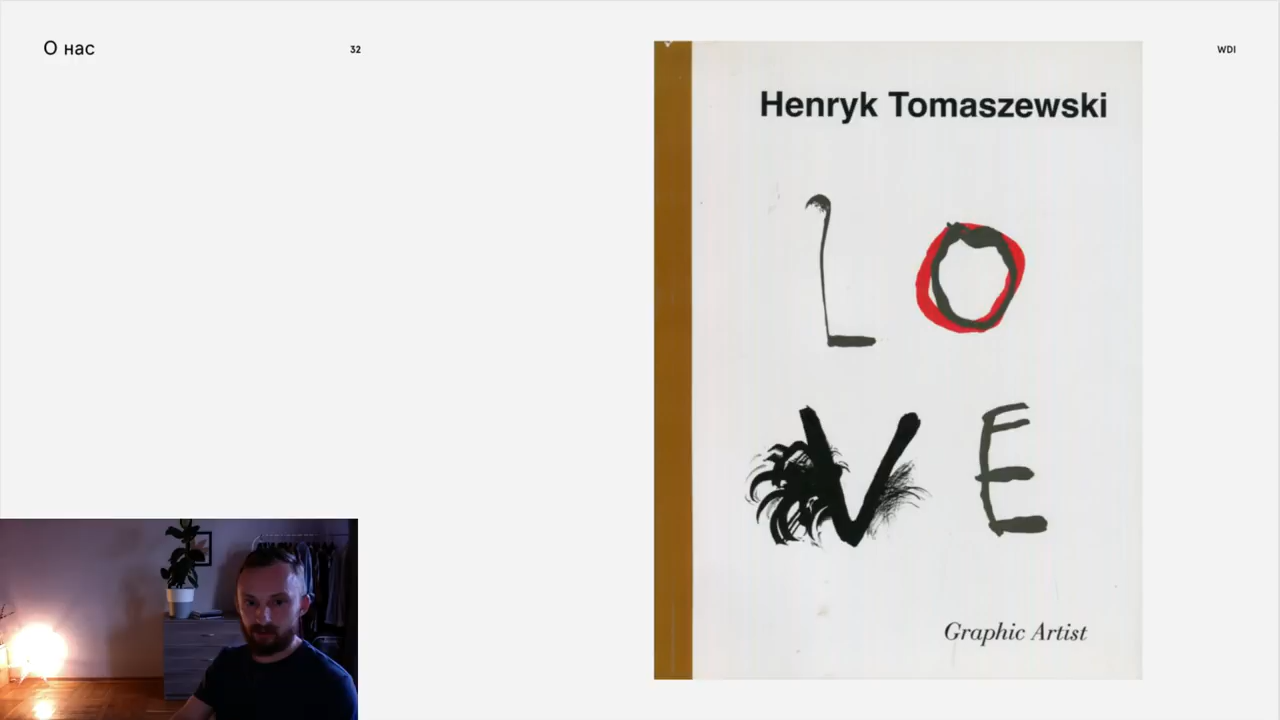 О нас
32
WDI
Henryk Tomaszewski
LO
VE
Graphic Artist